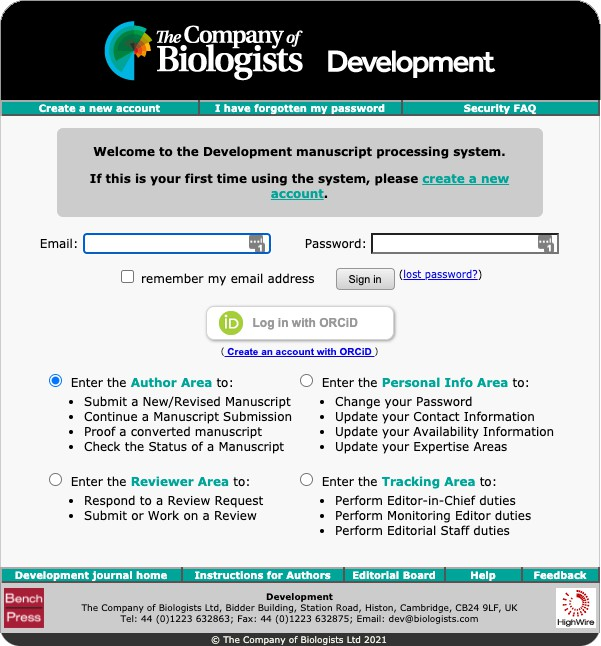 The Company of
Biologists Development
Create a new account I have forgotten my password Security FAQ
Welcome to the Development manuscript processing system.
If this is your first time using the system, please create a new
account.
Email: Password:
remember my email address Sign in (lost password?)
iD Log in with ORCiD
( Create an account with ORCiD )
Enter the Author Area to:
• Submit a New/Revised Manuscript
• Continue a Manuscript Submission
• Proof a converted manuscript
• Check the Status of a Manuscript
Enter the Personal Info Area to:
• Change your Password
• Update your Contact Information
• Update your Availability Information
• Update your Expertise Areas
Enter the Reviewer Area to:
• Respond to a Review Request
• Submit or Work on a Review
Enter the Tracking Area to:
• Perform Editor-in-Chief duties
• Perform Monitoring Editor duties
• Perform Editorial Staff duties
Development journal home Instructions for Authors Editorial Board Help Feedback
Bench
Press
Development
The Company of Biologists Ltd, Bidder Building, Station Road, Histon, Cambridge, CB24 9LF, UK
Tel: 44 (0)1223 632863; Fax: 44 (0)1223 632875; Email: dev@biologists.com
HighWire
© The Company of Biologists Ltd 2021